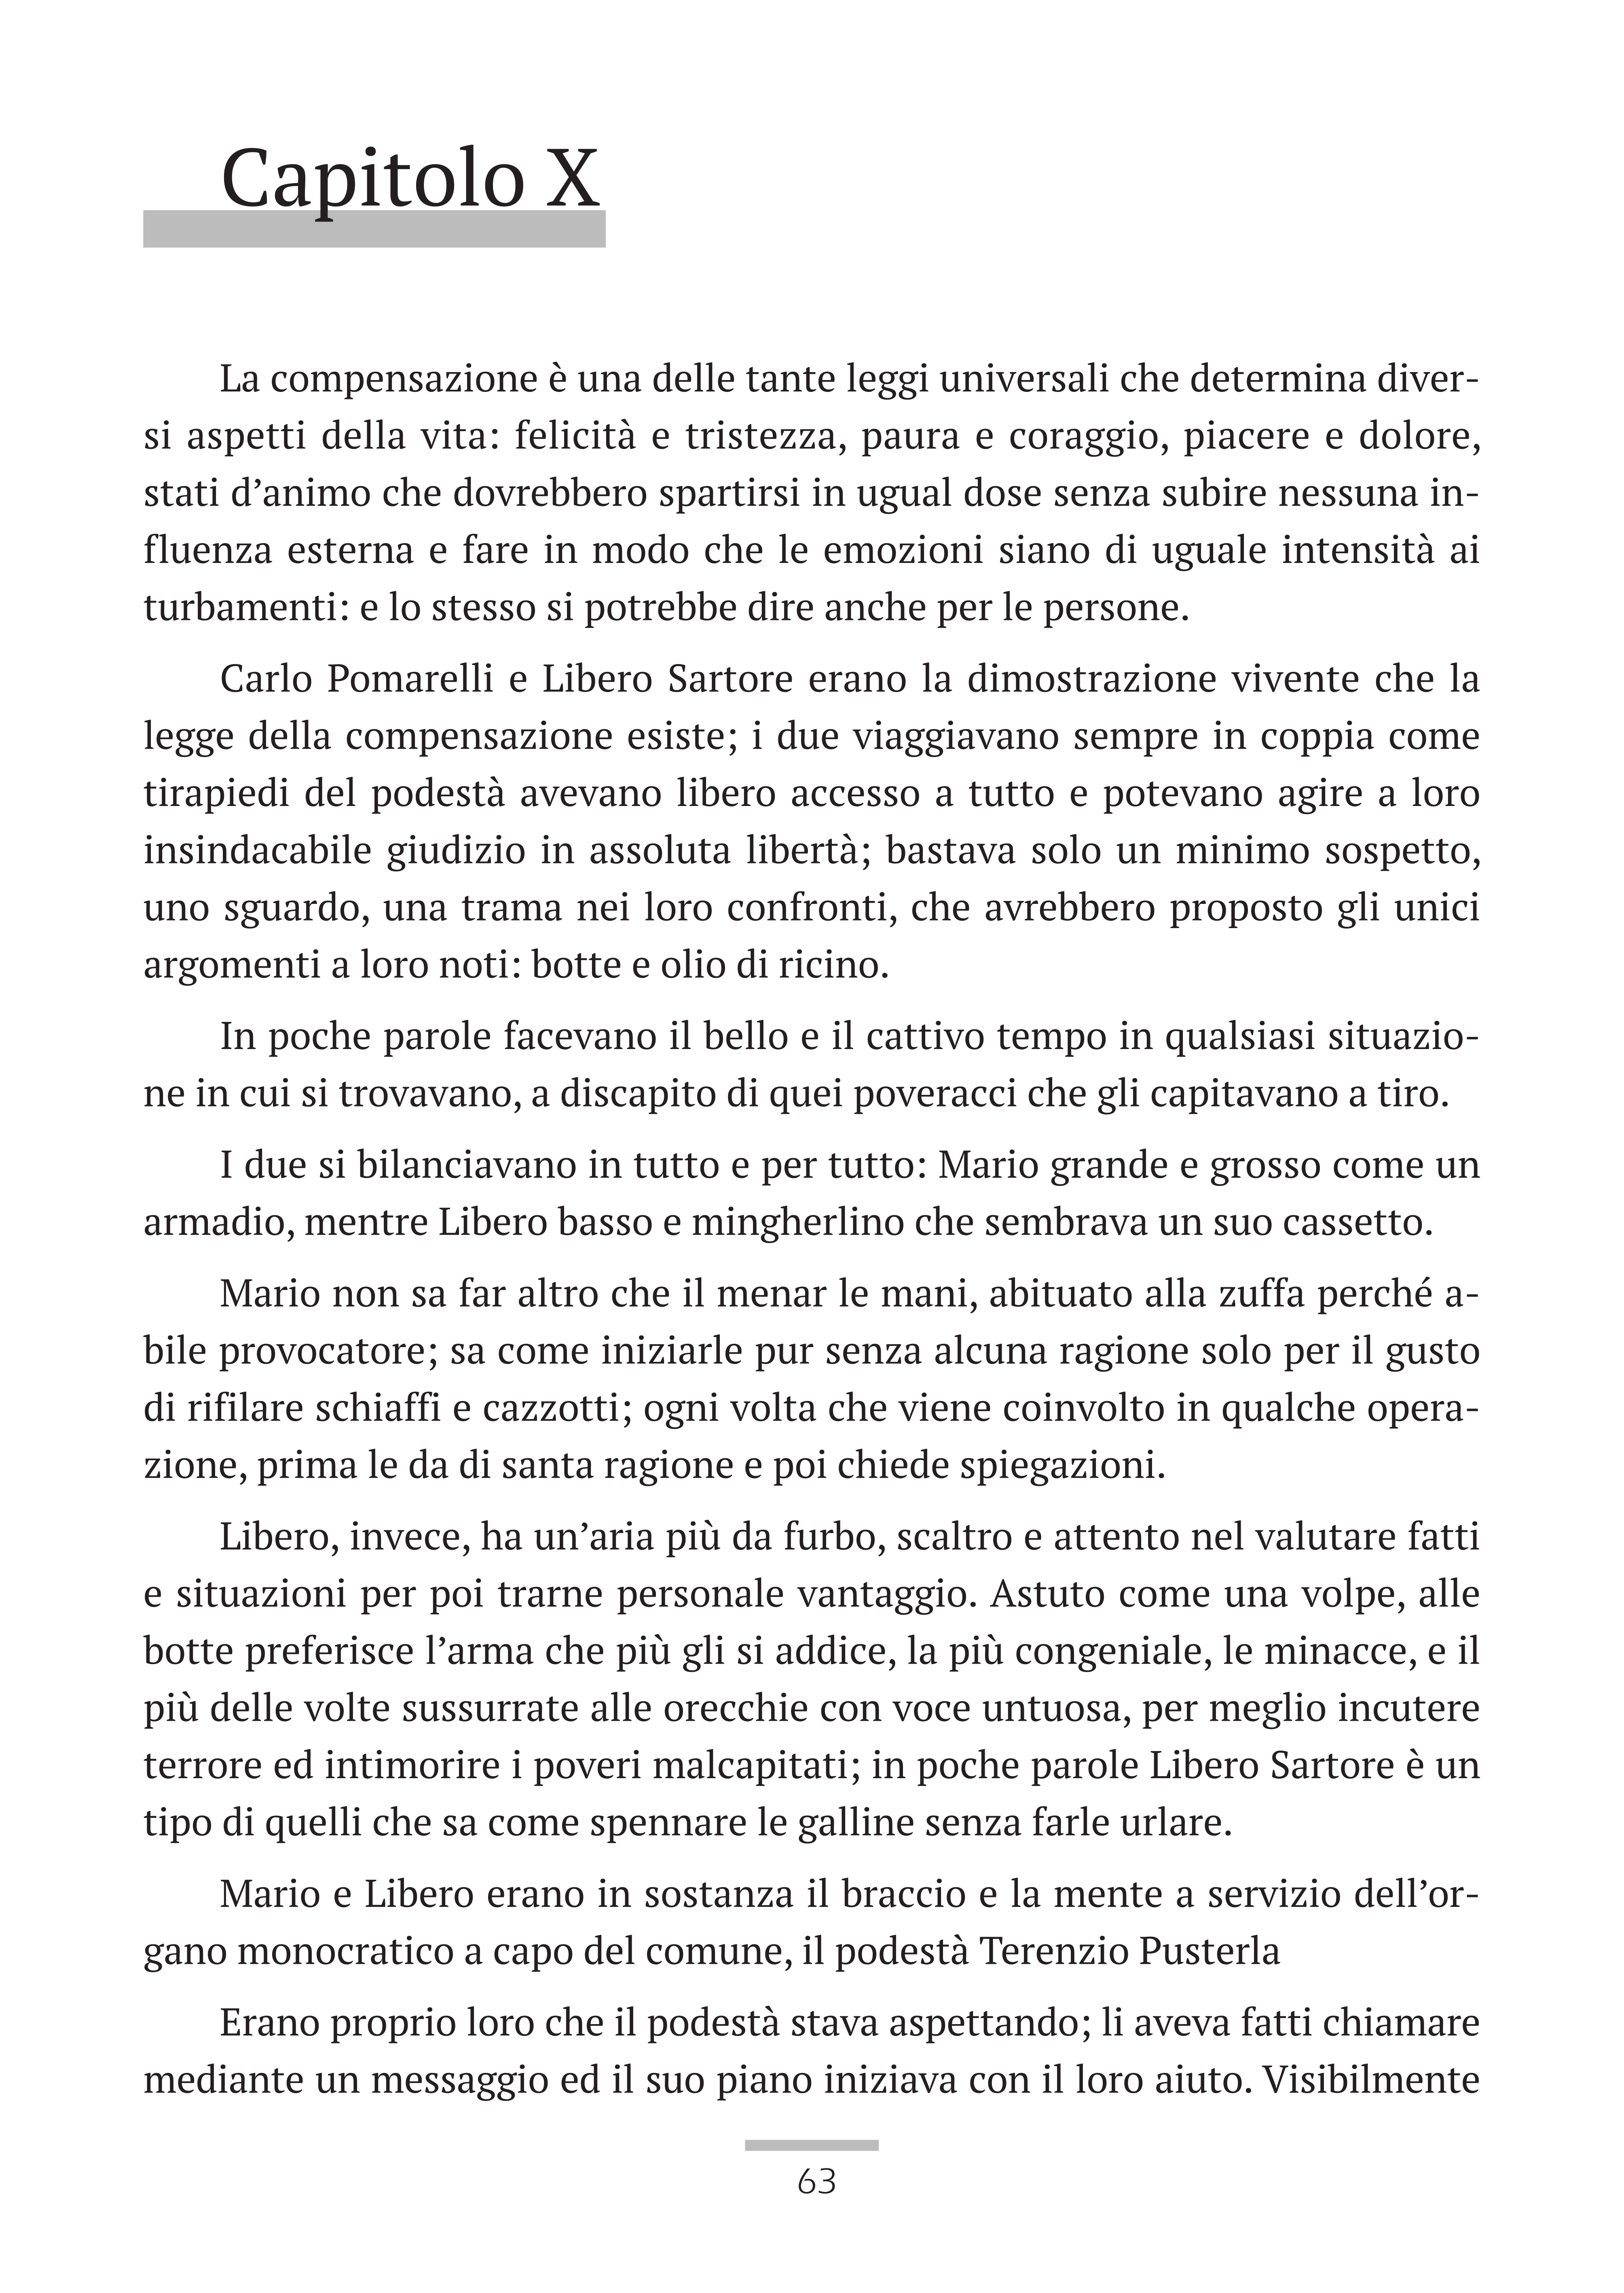 Capitolo X
La compensazione è una delle tante leggi universali che determina diver-
si aspetti della vita: felicità e tristezza, paura e coraggio, piacere e dolore,
stati d’animo che dovrebbero spartirsi in ugual dose senza subire nessuna in-
fluenza esterna e fare in modo che le emozioni siano di uguale intensità ai
turbamenti: e lo stesso si potrebbe dire anche per le persone.
Carlo Pomarelli e Libero Sartore erano la dimostrazione vivente che la
legge della compensazione esiste; i due viaggiavano sempre in coppia come
tirapiedi del podestà avevano libero accesso a tutto e potevano agire a loro
insindacabile giudizio in assoluta libertà; bastava solo un minimo sospetto,
uno sguardo, una trama nei loro confronti, che avrebbero proposto gli unici
argomenti a loro noti: botte e olio di ricino.
In poche parole facevano il bello e il cattivo tempo in qualsiasi situazio-
ne in cui si trovavano, a discapito di quei poveracci che gli capitavano a tiro.
I due si bilanciavano in tutto e per tutto: Mario grande e grosso come un
armadio, mentre Libero basso e mingherlino che sembrava un suo cassetto.
Mario non sa far altro che il menar le mani, abituato alla zuffa perché a-
bile provocatore; sa come iniziarle pur senza alcuna ragione solo per il gusto
di rifilare schiaffi e cazzotti; ogni volta che viene coinvolto in qualche opera-
zione, prima le da di santa ragione e poi chiede spiegazioni.
Libero, invece, ha un’aria più da furbo, scaltro e attento nel valutare fatti
e situazioni per poi trarne personale vantaggio. Astuto come una volpe, alle
botte preferisce l’arma che più gli si addice, la più congeniale, le minacce, e il
più delle volte sussurrate alle orecchie con voce untuosa, per meglio incutere
terrore ed intimorire i poveri malcapitati; in poche parole Libero Sartore è un
tipo di quelli che sa come spennare le galline senza farle urlare.
Mario e Libero erano in sostanza il braccio e la mente a servizio dell’or-
gano monocratico a capo del comune, il podestà Terenzio Pusterla
Erano proprio loro che il podestà stava aspettando; li aveva fatti chiamare
mediante un messaggio ed il suo piano iniziava con il loro aiuto. Visibilmente
63